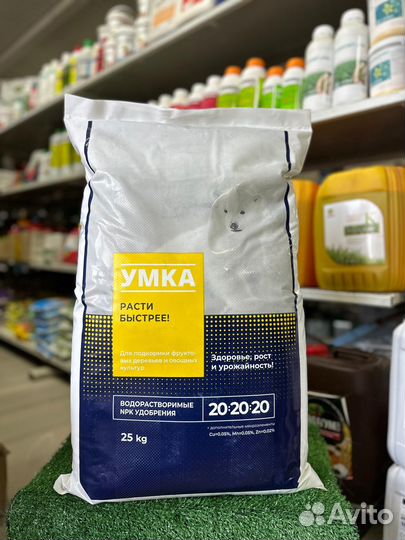 УМКА
РАСТИ
БЫСТРЕЕ!
Для подкормки фрукто-
вых деревьев и овощных
культур
Здоровье, рост
и урожайность!
ВОДОРАСТВОРИМЫЕ
NPK УДОБРЕНИЯ
20:20:20
+ дополнительные микроэлементы
Cu=0.05%, Mn=0.05%, Zn=0.02%
25 kg
Avito